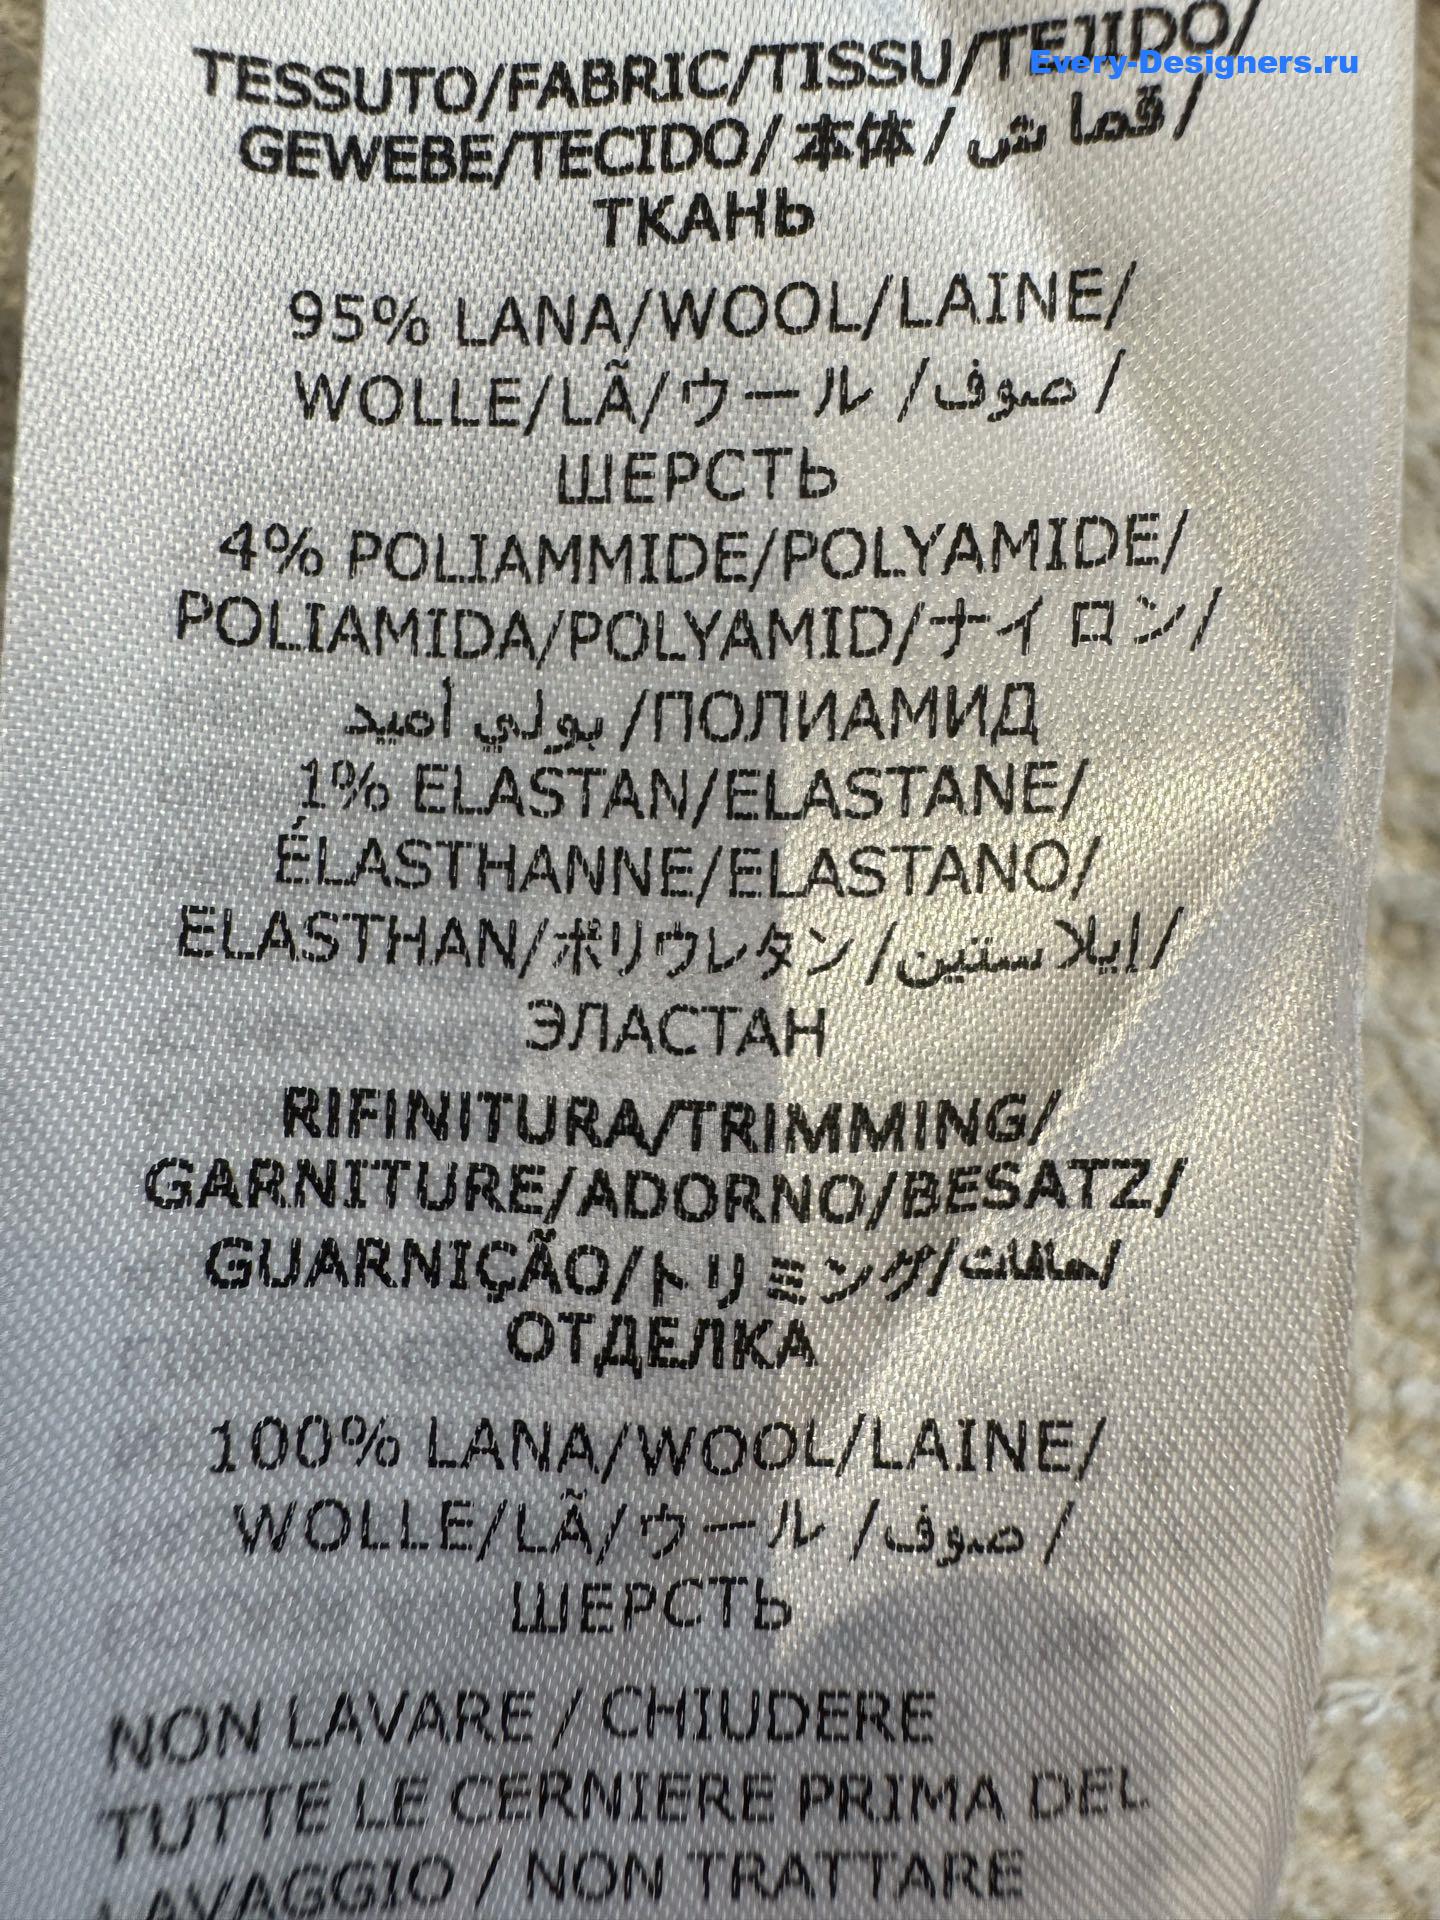 TESSUTO/FABRIC/TISSU/TEJIDO/
Every-Designers.ru
GEWEBE/TECIDO/本体/قماش/
ТКАНЬ
95% LANA/WOOL/LAINE/
WOLLE/LÃ/ウール/صوف/
ШЕРСТЬ
4% POLIAMMIDE/POLYAMIDE/
POLIAMIDA/POLYAMID/ナイロン/
بولي أميد/ПОЛИАМИД
1% ELASTAN/ELASTANE/
ÉLASTHANNE/ELASTANO/
ELASTHAN/ポリウレタン/إيلاستين/
ЭЛАСТАН
RIFINITURA/TRIMMING/
GARNITURE/ADORNO/BESATZ/
GUARNIÇÃO/トリミング/
ОТДЕЛКА
100% LANA/WOOL/LAINE/
WOLLE/LÃ/ウール/صوف/
ШЕРСТЬ
NON LAVARE / CHIUDERE
TUTTE LE CERNIERE PRIMA DEL
LAVAGGIO / NON TRATTARE